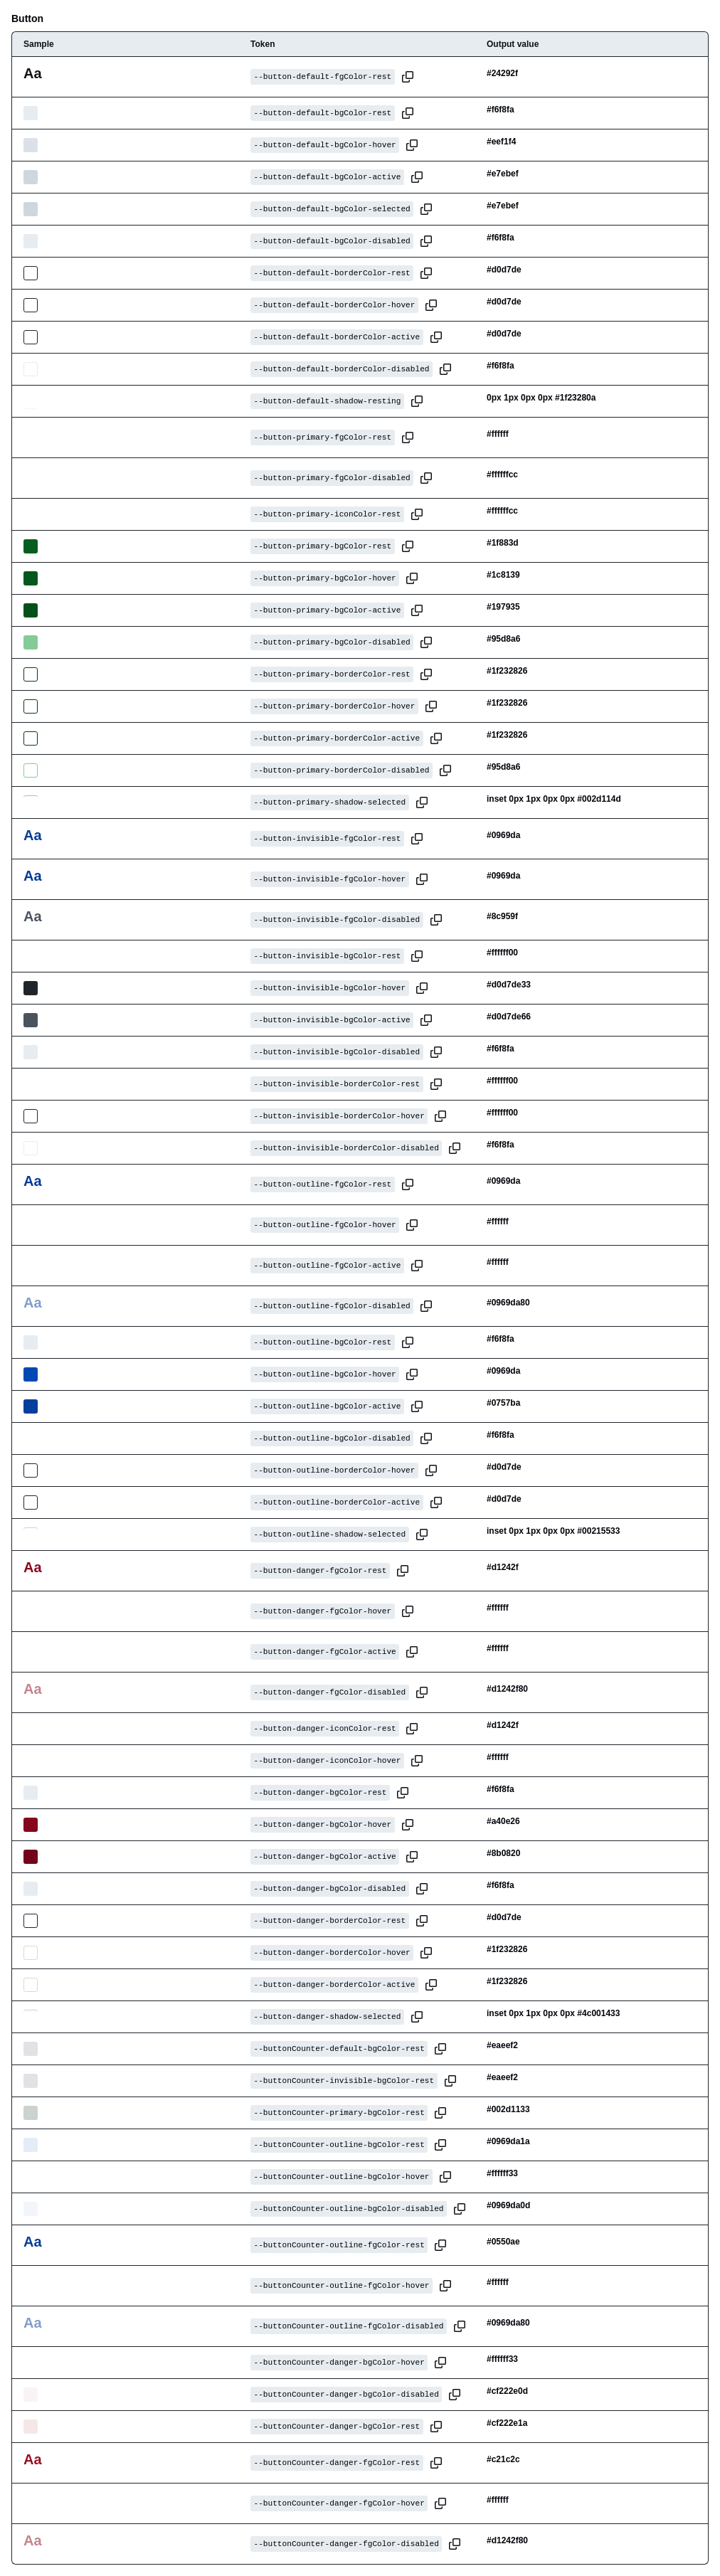 Button
Sample Token Output value
Aa --button-default-fgColor-rest #24292f
--button-default-bgColor-rest #f6f8fa
--button-default-bgColor-hover #eef1f4
--button-default-bgColor-active #e7ebef
--button-default-bgColor-selected #e7ebef
--button-default-bgColor-disabled #f6f8fa
--button-default-borderColor-rest #d0d7de
--button-default-borderColor-hover #d0d7de
--button-default-borderColor-active #d0d7de
--button-default-borderColor-disabled #f6f8fa
--button-default-shadow-resting 0px 1px 0px 0px #1f23280a
--button-primary-fgColor-rest #ffffff
--button-primary-fgColor-disabled #ffffffcc
--button-primary-iconColor-rest #ffffffcc
--button-primary-bgColor-rest #1f883d
--button-primary-bgColor-hover #1c8139
--button-primary-bgColor-active #197935
--button-primary-bgColor-disabled #95d8a6
--button-primary-borderColor-rest #1f232826
--button-primary-borderColor-hover #1f232826
--button-primary-borderColor-active #1f232826
--button-primary-borderColor-disabled #95d8a6
--button-primary-shadow-selected inset 0px 1px 0px 0px #002d114d
Aa --button-invisible-fgColor-rest #0969da
Aa --button-invisible-fgColor-hover #0969da
Aa --button-invisible-fgColor-disabled #8c959f
--button-invisible-bgColor-rest #ffffff00
--button-invisible-bgColor-hover #d0d7de33
--button-invisible-bgColor-active #d0d7de66
--button-invisible-bgColor-disabled #f6f8fa
--button-invisible-borderColor-rest #ffffff00
--button-invisible-borderColor-hover #ffffff00
--button-invisible-borderColor-disabled #f6f8fa
Aa --button-outline-fgColor-rest #0969da
--button-outline-fgColor-hover #ffffff
--button-outline-fgColor-active #ffffff
Aa --button-outline-fgColor-disabled #0969da80
--button-outline-bgColor-rest #f6f8fa
--button-outline-bgColor-hover #0969da
--button-outline-bgColor-active #0757ba
--button-outline-bgColor-disabled #f6f8fa
--button-outline-borderColor-hover #d0d7de
--button-outline-borderColor-active #d0d7de
--button-outline-shadow-selected inset 0px 1px 0px 0px #00215533
Aa --button-danger-fgColor-rest #d1242f
--button-danger-fgColor-hover #ffffff
--button-danger-fgColor-active #ffffff
Aa --button-danger-fgColor-disabled #d1242f80
--button-danger-iconColor-rest #d1242f
--button-danger-iconColor-hover #ffffff
--button-danger-bgColor-rest #f6f8fa
--button-danger-bgColor-hover #a40e26
--button-danger-bgColor-active #8b0820
--button-danger-bgColor-disabled #f6f8fa
--button-danger-borderColor-rest #d0d7de
--button-danger-borderColor-hover #1f232826
--button-danger-borderColor-active #1f232826
--button-danger-shadow-selected inset 0px 1px 0px 0px #4c001433
--buttonCounter-default-bgColor-rest #eaeef2
--buttonCounter-invisible-bgColor-rest #eaeef2
--buttonCounter-primary-bgColor-rest #002d1133
--buttonCounter-outline-bgColor-rest #0969da1a
--buttonCounter-outline-bgColor-hover #ffffff33
--buttonCounter-outline-bgColor-disabled #0969da0d
Aa --buttonCounter-outline-fgColor-rest #0550ae
--buttonCounter-outline-fgColor-hover #ffffff
Aa --buttonCounter-outline-fgColor-disabled #0969da80
--buttonCounter-danger-bgColor-hover #ffffff33
--buttonCounter-danger-bgColor-disabled #cf222e0d
--buttonCounter-danger-bgColor-rest #cf222e1a
Aa --buttonCounter-danger-fgColor-rest #c21c2c
--buttonCounter-danger-fgColor-hover #ffffff
Aa --buttonCounter-danger-fgColor-disabled #d1242f80